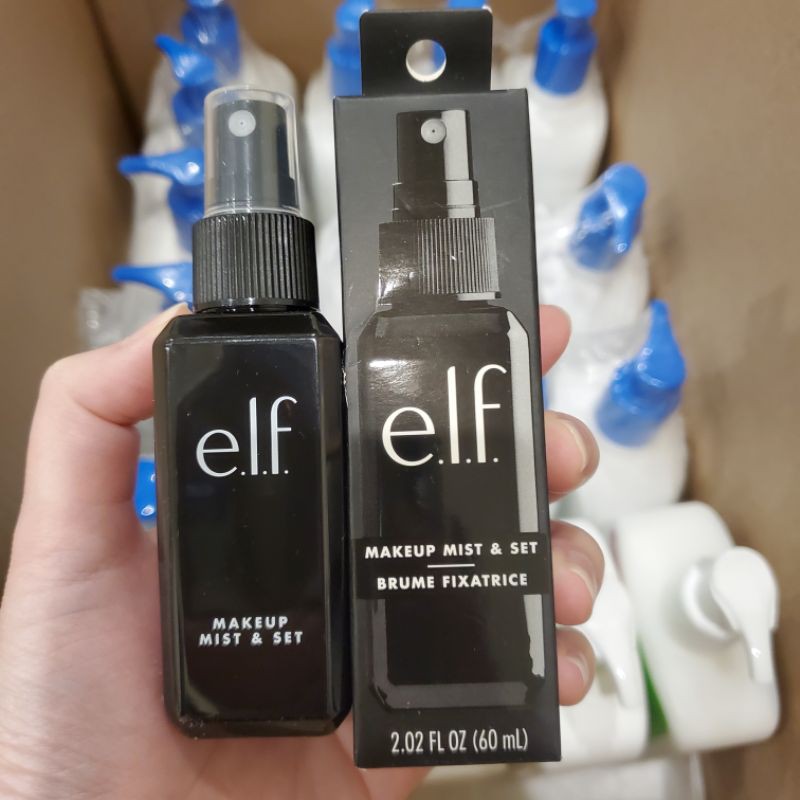 e.l.f.
MAKEUP
MIST & SET
e.l.f.
MAKEUP MIST & SET
BRUME FIXATRICE
2.02 FL OZ (60 mL)